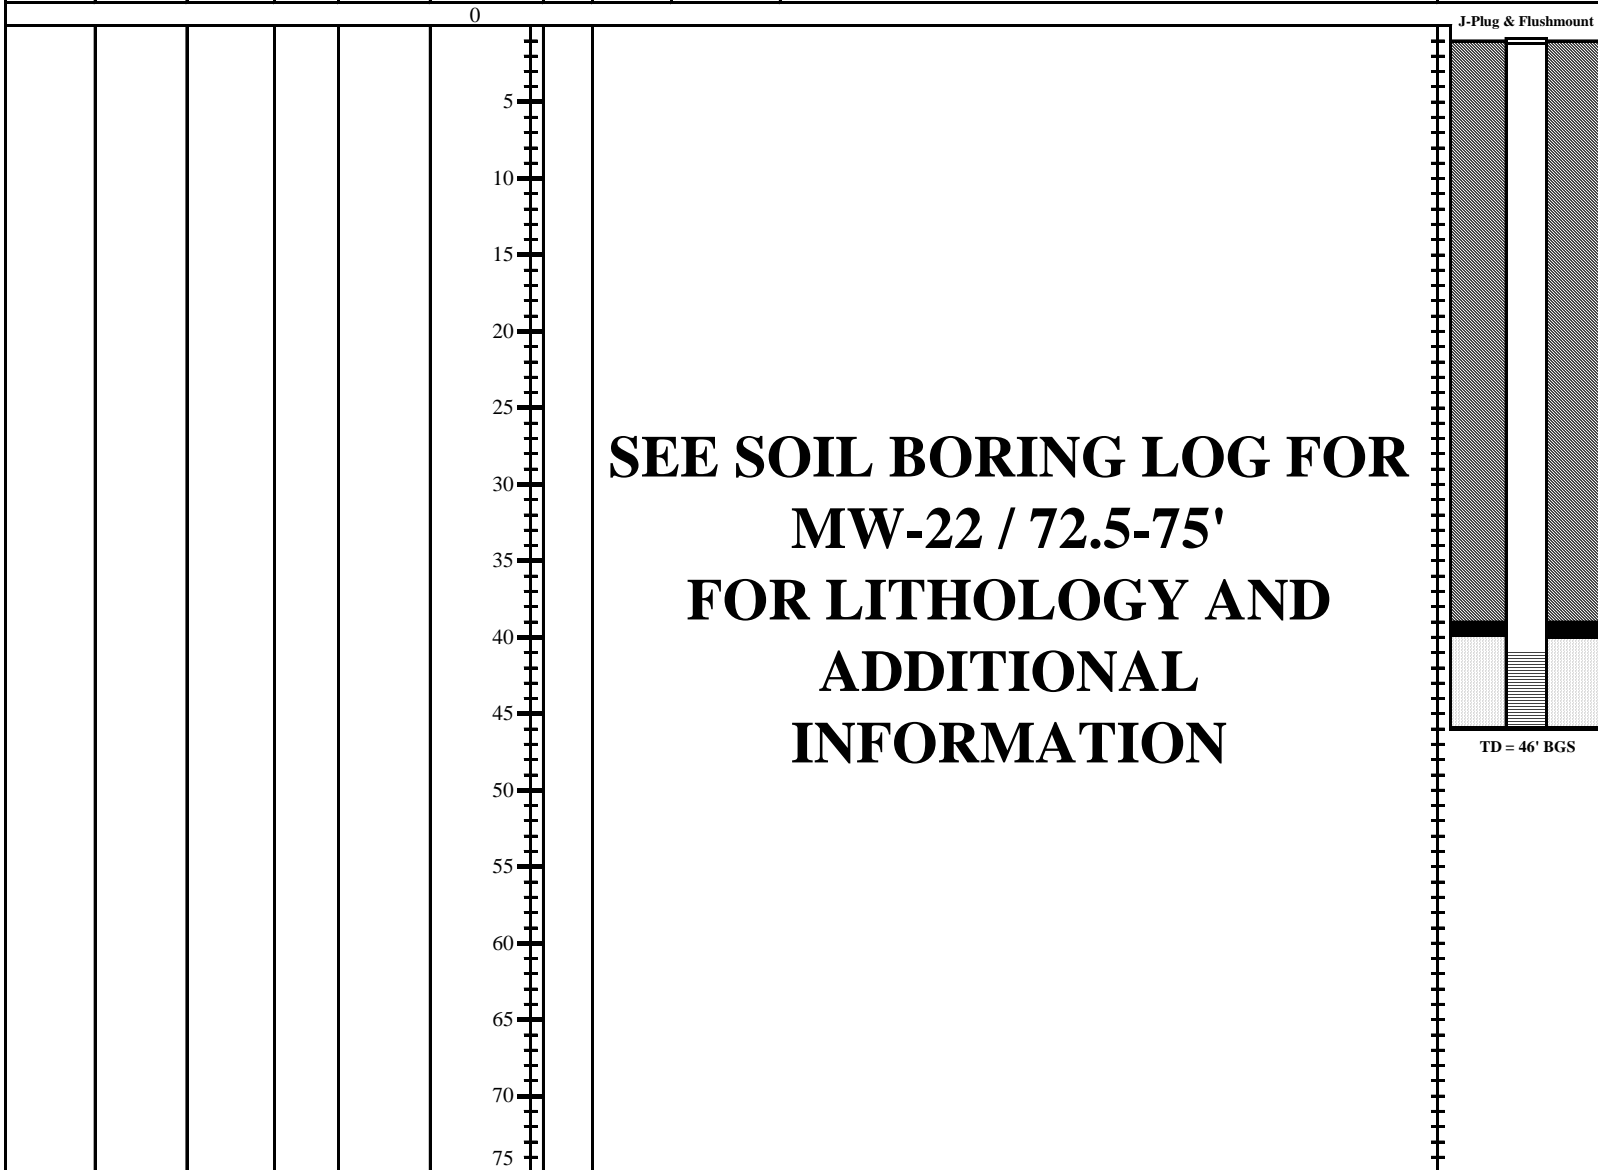 0
J-Plug & Flushmount
5
10
15
20
25
30
35
40
45
50
55
60
65
70
75
SEE SOIL BORING LOG FOR
MW-22 / 72.5-75'
FOR LITHOLOGY AND
ADDITIONAL
INFORMATION
TD = 46' BGS